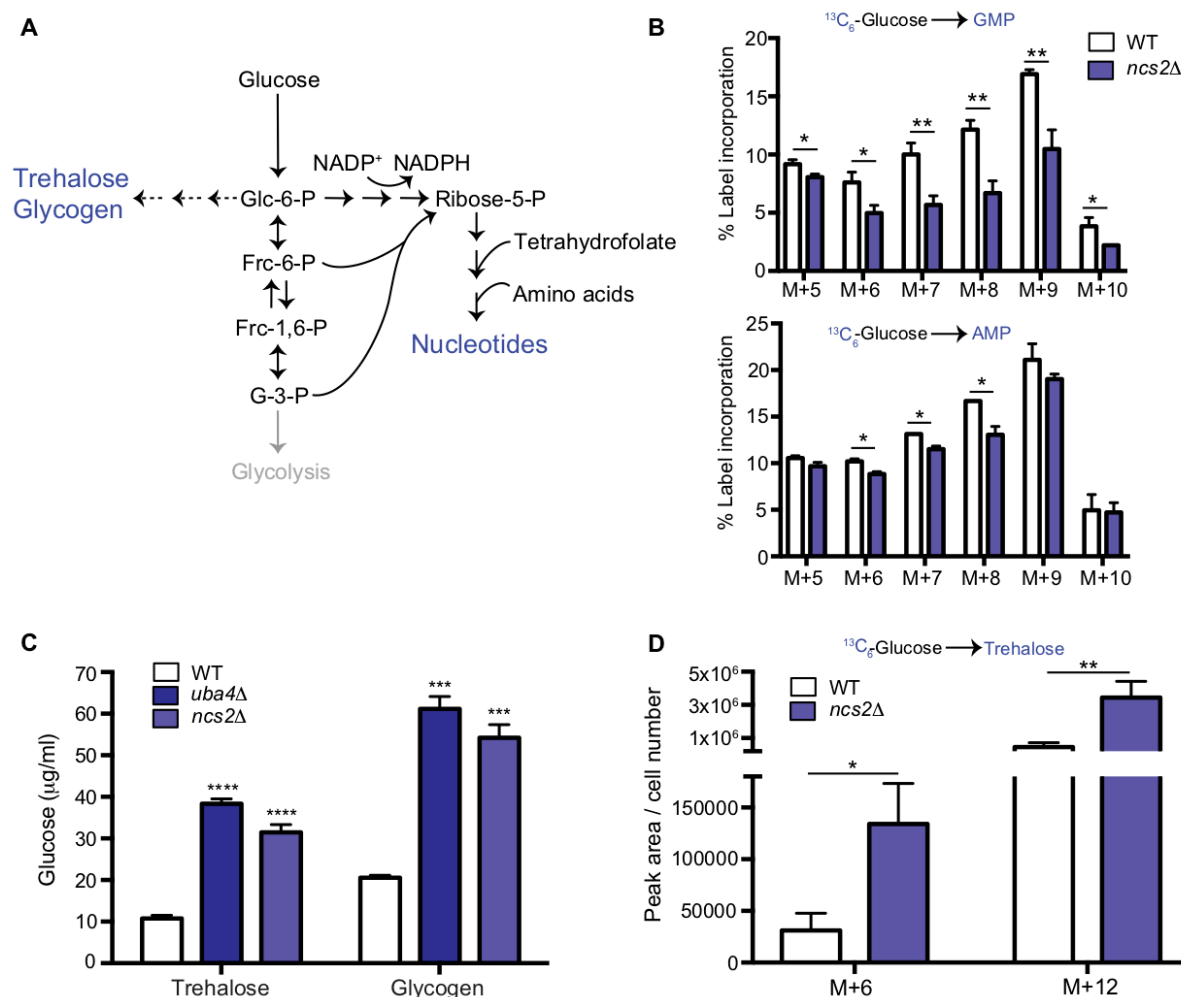 A
Glucose
NADP⁺ NADPH
Trehalose
Glycogen
Glc-6-P
Ribose-5-P
Tetrahydrofolate
Frc-6-P
Amino acids
Frc-1,6-P
Nucleotides
G-3-P
Glycolysis
B
¹³C₆-Glucose → GMP
WT
ncs2Δ
% Label incorporation
20
15
10
5
0
* * ** ** ** *
M+5 M+6 M+7 M+8 M+9 M+10
¹³C₆-Glucose → AMP
% Label incorporation
25
20
15
10
5
0
* * *
M+5 M+6 M+7 M+8 M+9 M+10
C
WT
uba4Δ
ncs2Δ
Glucose (µg/ml)
70
60
50
40
30
20
10
0
**** **** *** ***
Trehalose Glycogen
D
¹³C₆-Glucose → Trehalose
WT
ncs2Δ
Peak area / cell number
5x10⁶
3x10⁶
1x10⁶
150000
100000
50000
0
* **
M+6 M+12